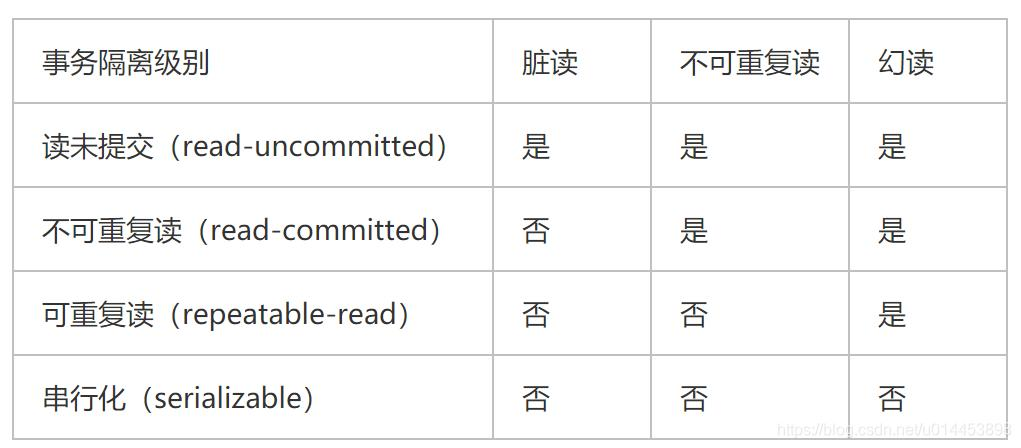 事务隔离级别 脏读 不可重复读 幻读
读未提交（read-uncommitted） 是 是 是
不可重复读（read-committed） 否 是 是
可重复读（repeatable-read） 否 否 是
串行化（serializable） 否 否 否
https://blog.csdn.net/u014453898